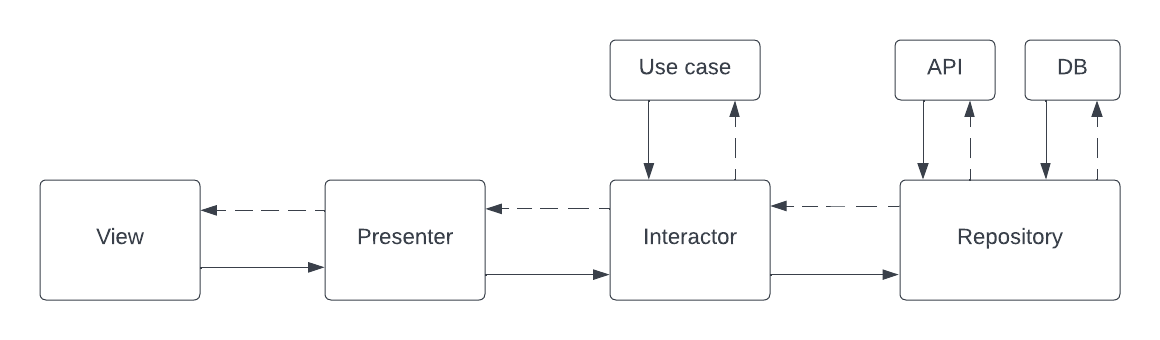 Use case
API
DB
View
Presenter
Interactor
Repository